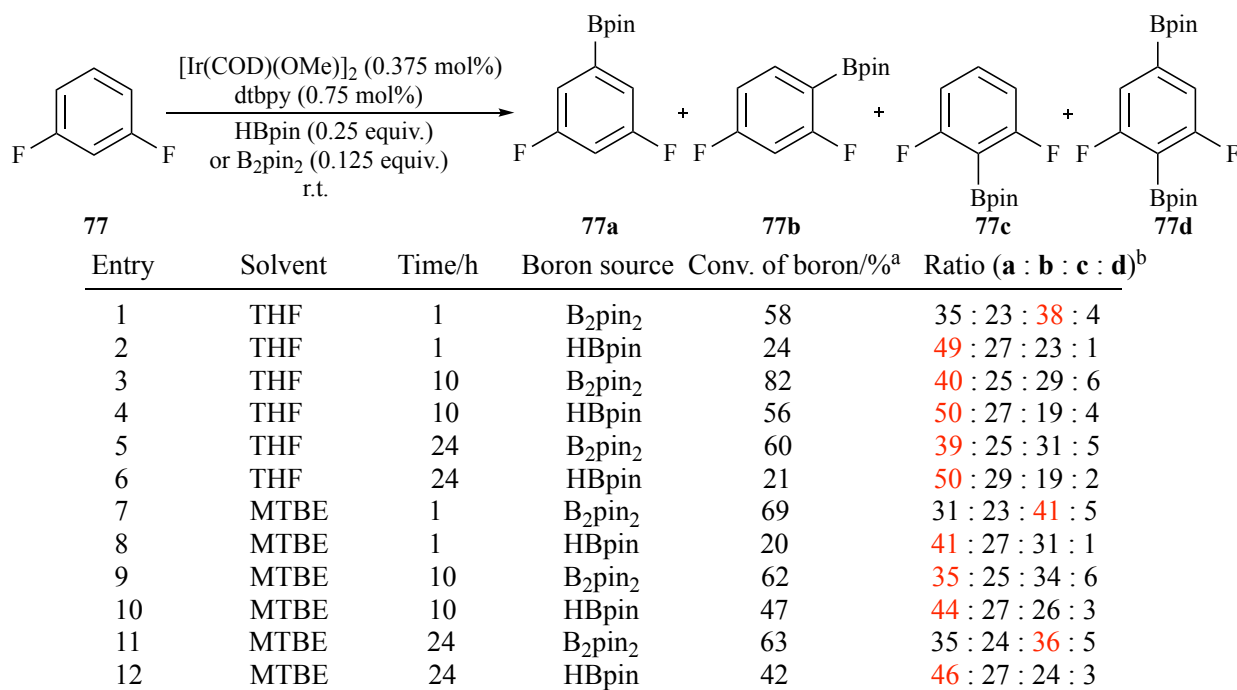 Bpin
[Ir(COD)(OMe)]2 (0.375 mol%)
dtbpy (0.75 mol%)
HBpin (0.25 equiv.)
or B2pin2 (0.125 equiv.)
r.t.
F F
77
F F
77a
+
Bpin
F F
77b
+
F F
Bpin
77c
+
Bpin
F F
Bpin
77d
Entry Solvent Time/h Boron source Conv. of boron/%a Ratio (a : b : c : d)b
1 THF 1 B2pin2 58 35 : 23 : 38 : 4
2 THF 1 HBpin 24 49 : 27 : 23 : 1
3 THF 10 B2pin2 82 40 : 25 : 29 : 6
4 THF 10 HBpin 56 50 : 27 : 19 : 4
5 THF 24 B2pin2 60 39 : 25 : 31 : 5
6 THF 24 HBpin 21 50 : 29 : 19 : 2
7 MTBE 1 B2pin2 69 31 : 23 : 41 : 5
8 MTBE 1 HBpin 20 41 : 27 : 31 : 1
9 MTBE 10 B2pin2 62 35 : 25 : 34 : 6
10 MTBE 10 HBpin 47 44 : 27 : 26 : 3
11 MTBE 24 B2pin2 63 35 : 24 : 36 : 5
12 MTBE 24 HBpin 42 46 : 27 : 24 : 3